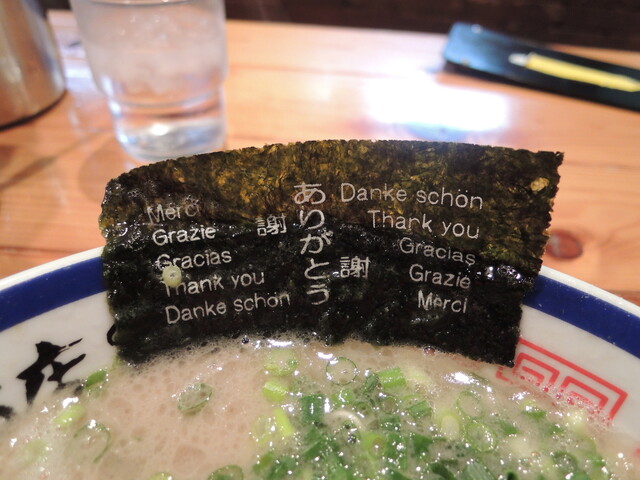 Merci
Grazie
Gracias
Thank you
Danke schön
謝
ありがとう
謝
Danke schön
Thank you
Gracias
Grazie
Merci